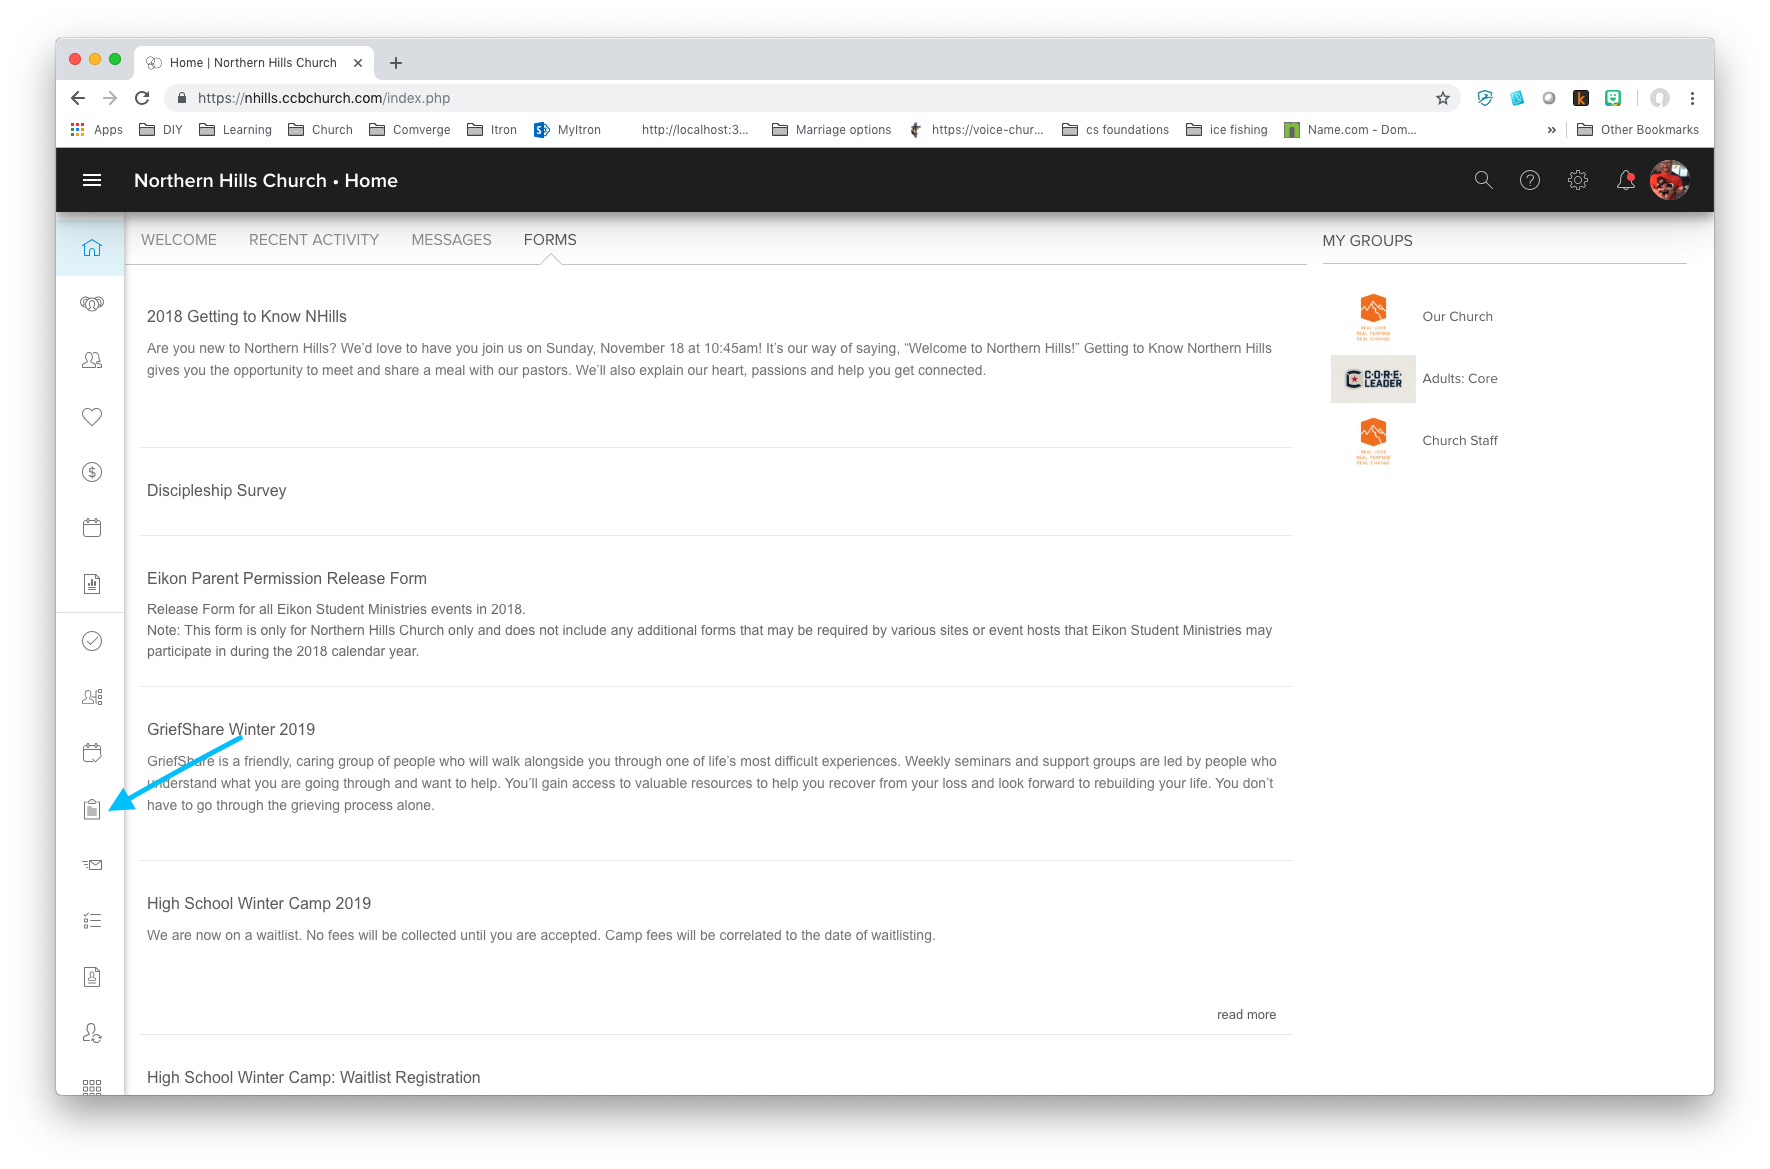 Home | Northern Hills Church
https://nhills.ccbchurch.com/index.php
Apps DIY Learning Church Comverge Itron MyItron http://localhost:3... Marriage options https://voice-chur... cs foundations ice fishing Name.com - Dom... » Other Bookmarks
Northern Hills Church • Home
WELCOME RECENT ACTIVITY MESSAGES FORMS
MY GROUPS
2018 Getting to Know NHills
Are you new to Northern Hills? We'd love to have you join us on Sunday, November 18 at 10:45am! It's our way of saying, “Welcome to Northern Hills!” Getting to Know Northern Hills
gives you the opportunity to meet and share a meal with our pastors. We'll also explain our heart, passions and help you get connected.
Discipleship Survey
Eikon Parent Permission Release Form
Release Form for all Eikon Student Ministries events in 2018.
Note: This form is only for Northern Hills Church only and does not include any additional forms that may be required by various sites or event hosts that Eikon Student Ministries may
participate in during the 2018 calendar year.
GriefShare Winter 2019
GriefShare is a friendly, caring group of people who will walk alongside you through one of life's most difficult experiences. Weekly seminars and support groups are led by people who
understand what you are going through and want to help. You'll gain access to valuable resources to help you recover from your loss and look forward to rebuilding your life. You don't
have to go through the grieving process alone.
High School Winter Camp 2019
We are now on a waitlist. No fees will be collected until you are accepted. Camp fees will be correlated to the date of waitlisting.
read more
High School Winter Camp: Waitlist Registration
REAL LOVE
REAL PURPOSE
REAL CHANGE
Our Church
C·O·R·E·
LEADER
Adults: Core
REAL LOVE
REAL PURPOSE
REAL CHANGE
Church Staff